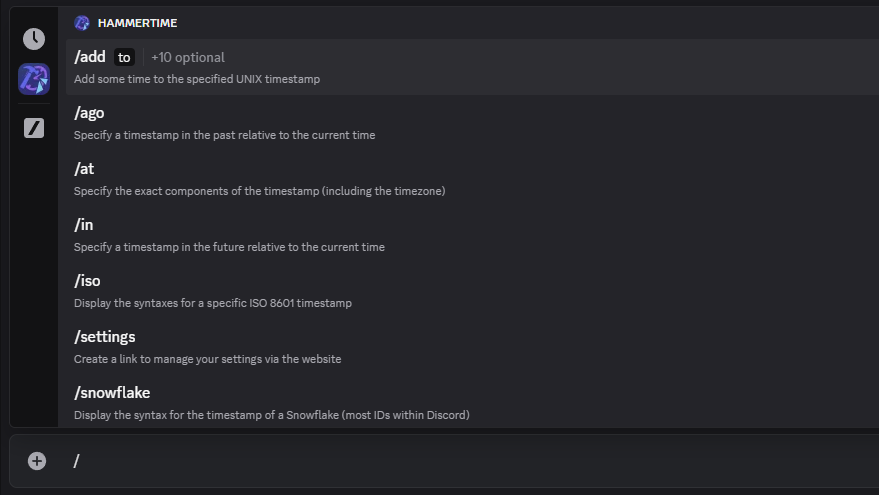 HAMMERTIME
/add to +10 optional
Add some time to the specified UNIX timestamp
/ago
Specify a timestamp in the past relative to the current time
/at
Specify the exact components of the timestamp (including the timezone)
/in
Specify a timestamp in the future relative to the current time
/iso
Display the syntaxes for a specific ISO 8601 timestamp
/settings
Create a link to manage your settings via the website
/snowflake
Display the syntax for the timestamp of a Snowflake (most IDs within Discord)
/